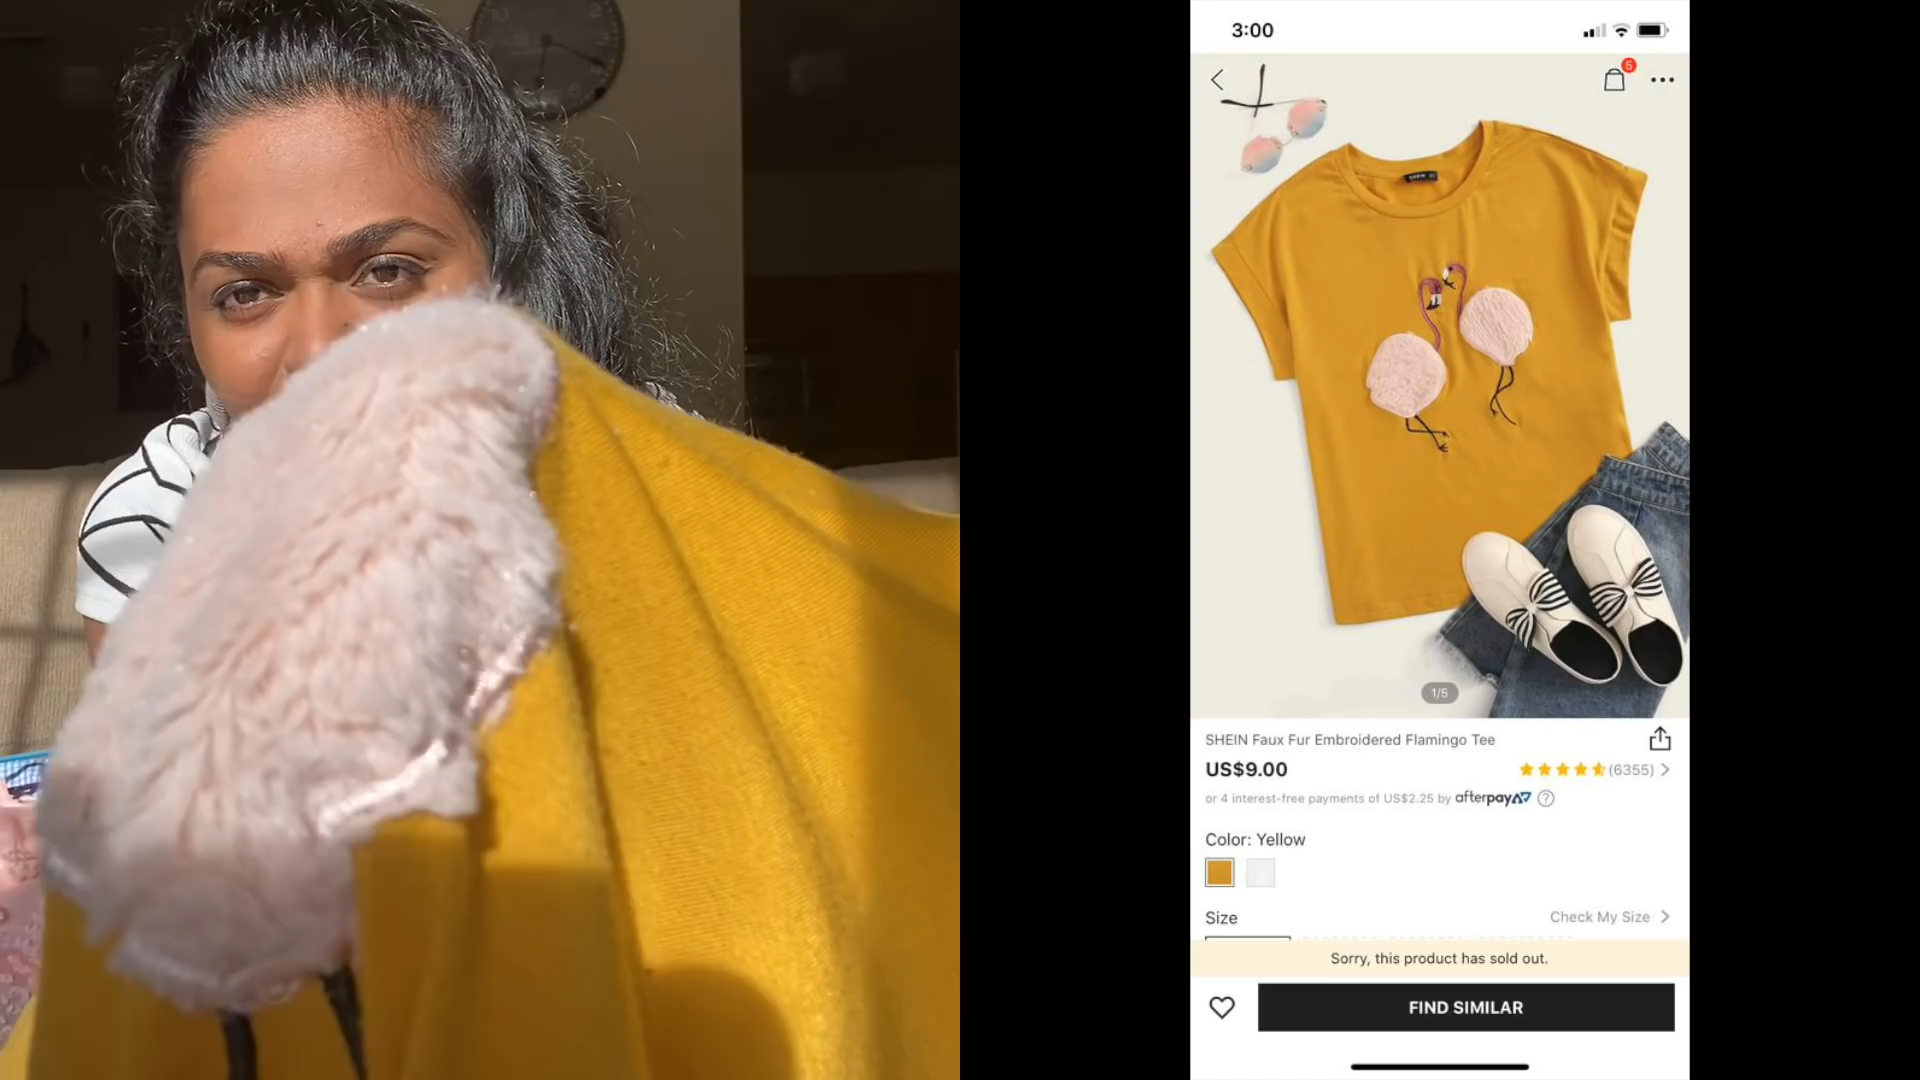 3:00
5
SHEIN
1/5
SHEIN Faux Fur Embroidered Flamingo Tee
US$9.00
(6355)
or 4 interest-free payments of US$2.25 by afterpay ?
Color: Yellow
Size
Check My Size
Sorry, this product has sold out.
FIND SIMILAR